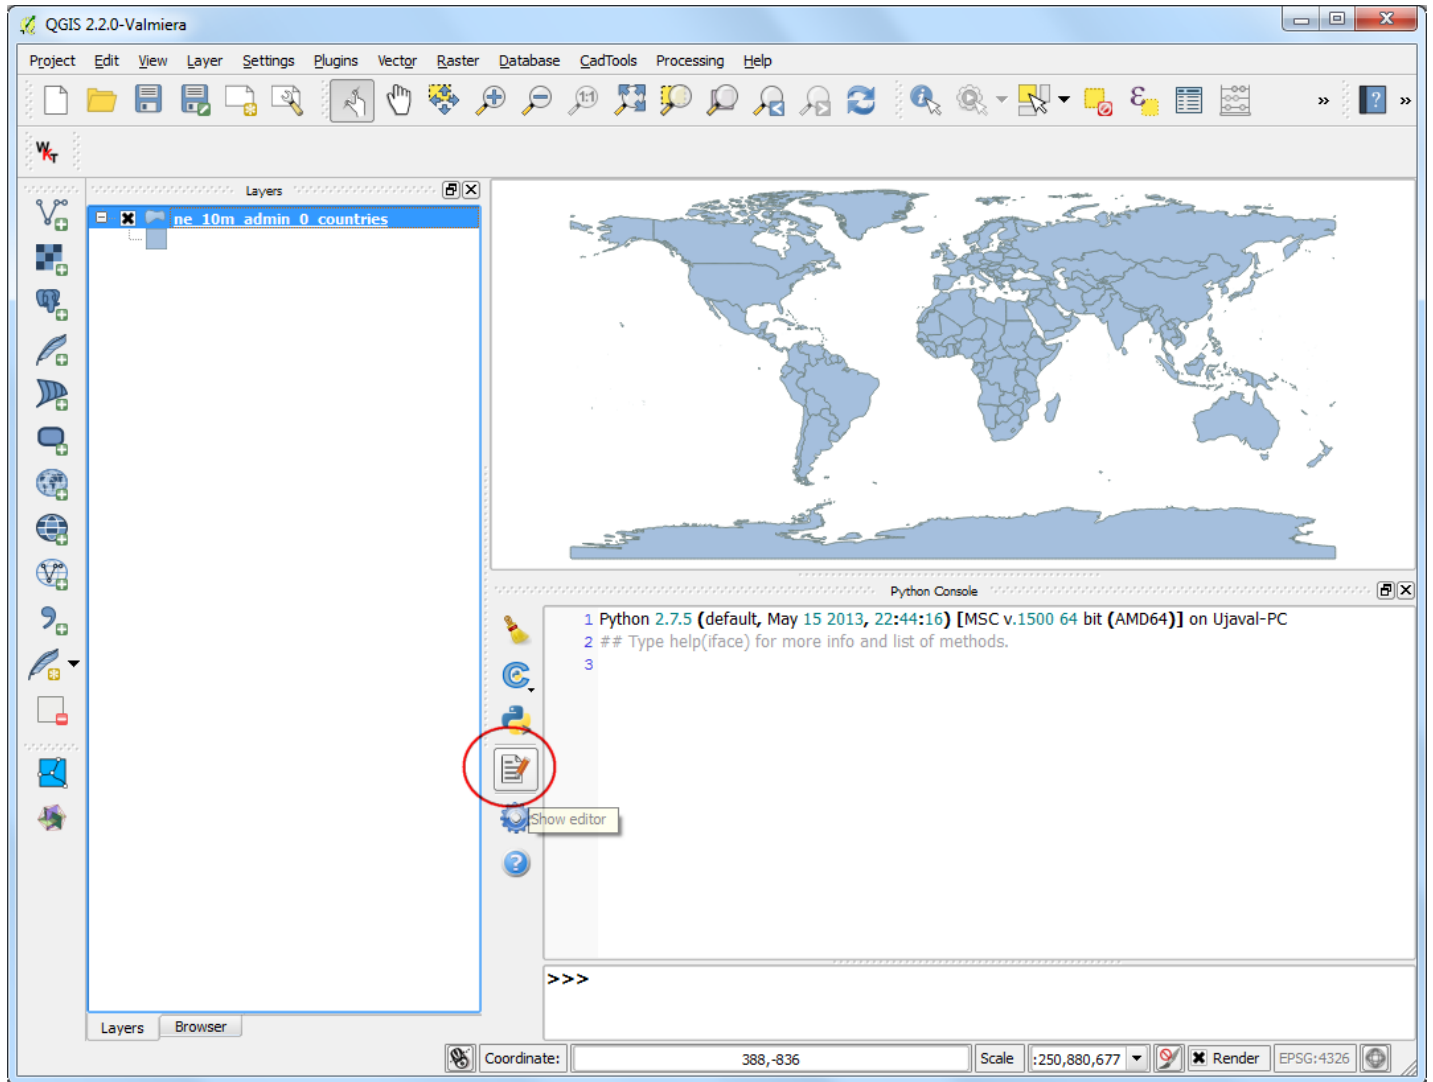 QGIS 2.2.0-Valmiera
Project Edit View Layer Settings Plugins Vector Raster Database CadTools Processing Help
1:1
ε
» ? »
WKT
Layers
ne_10m_admin_0_countries
Python Console
1 Python 2.7.5 (default, May 15 2013, 22:44:16) [MSC v.1500 64 bit (AMD64)] on Ujaval-PC
2 ## Type help(iface) for more info and list of methods.
3
Show editor
?
>>>
Layers Browser
Coordinate: 388,-836 Scale :250,880,677 Render EPSG:4326